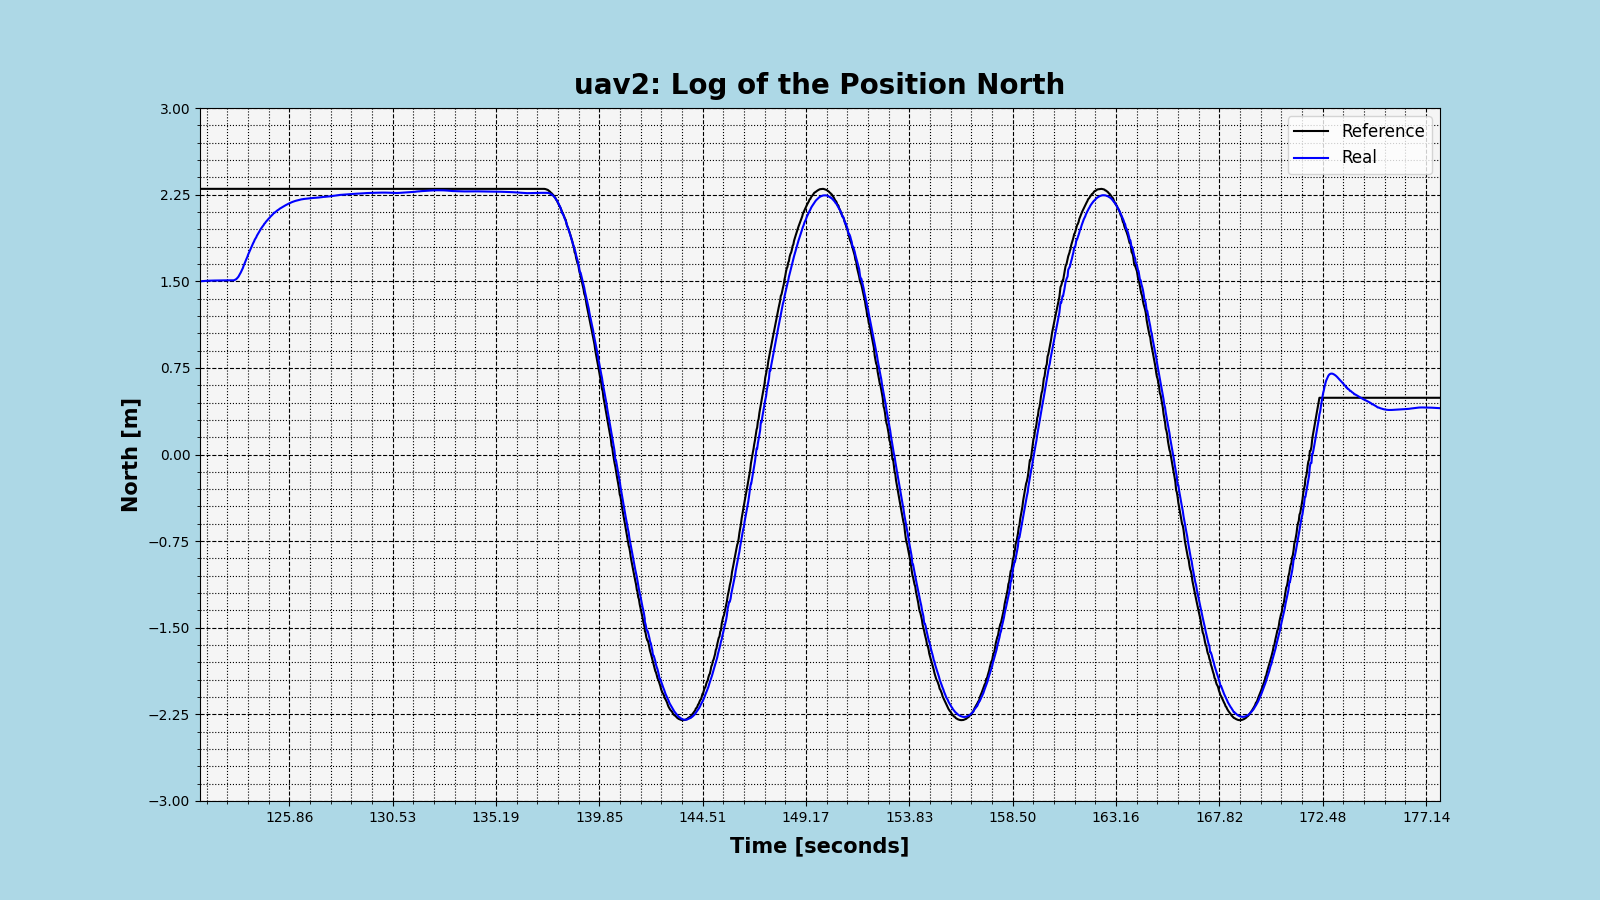 uav2: Log of the Position North
Reference
Real
3.00
2.25
1.50
0.75
0.00
−0.75
−1.50
−2.25
−3.00
North [m]
125.86 130.53 135.19 139.85 144.51 149.17 153.83 158.50 163.16 167.82 172.48 177.14
Time [seconds]